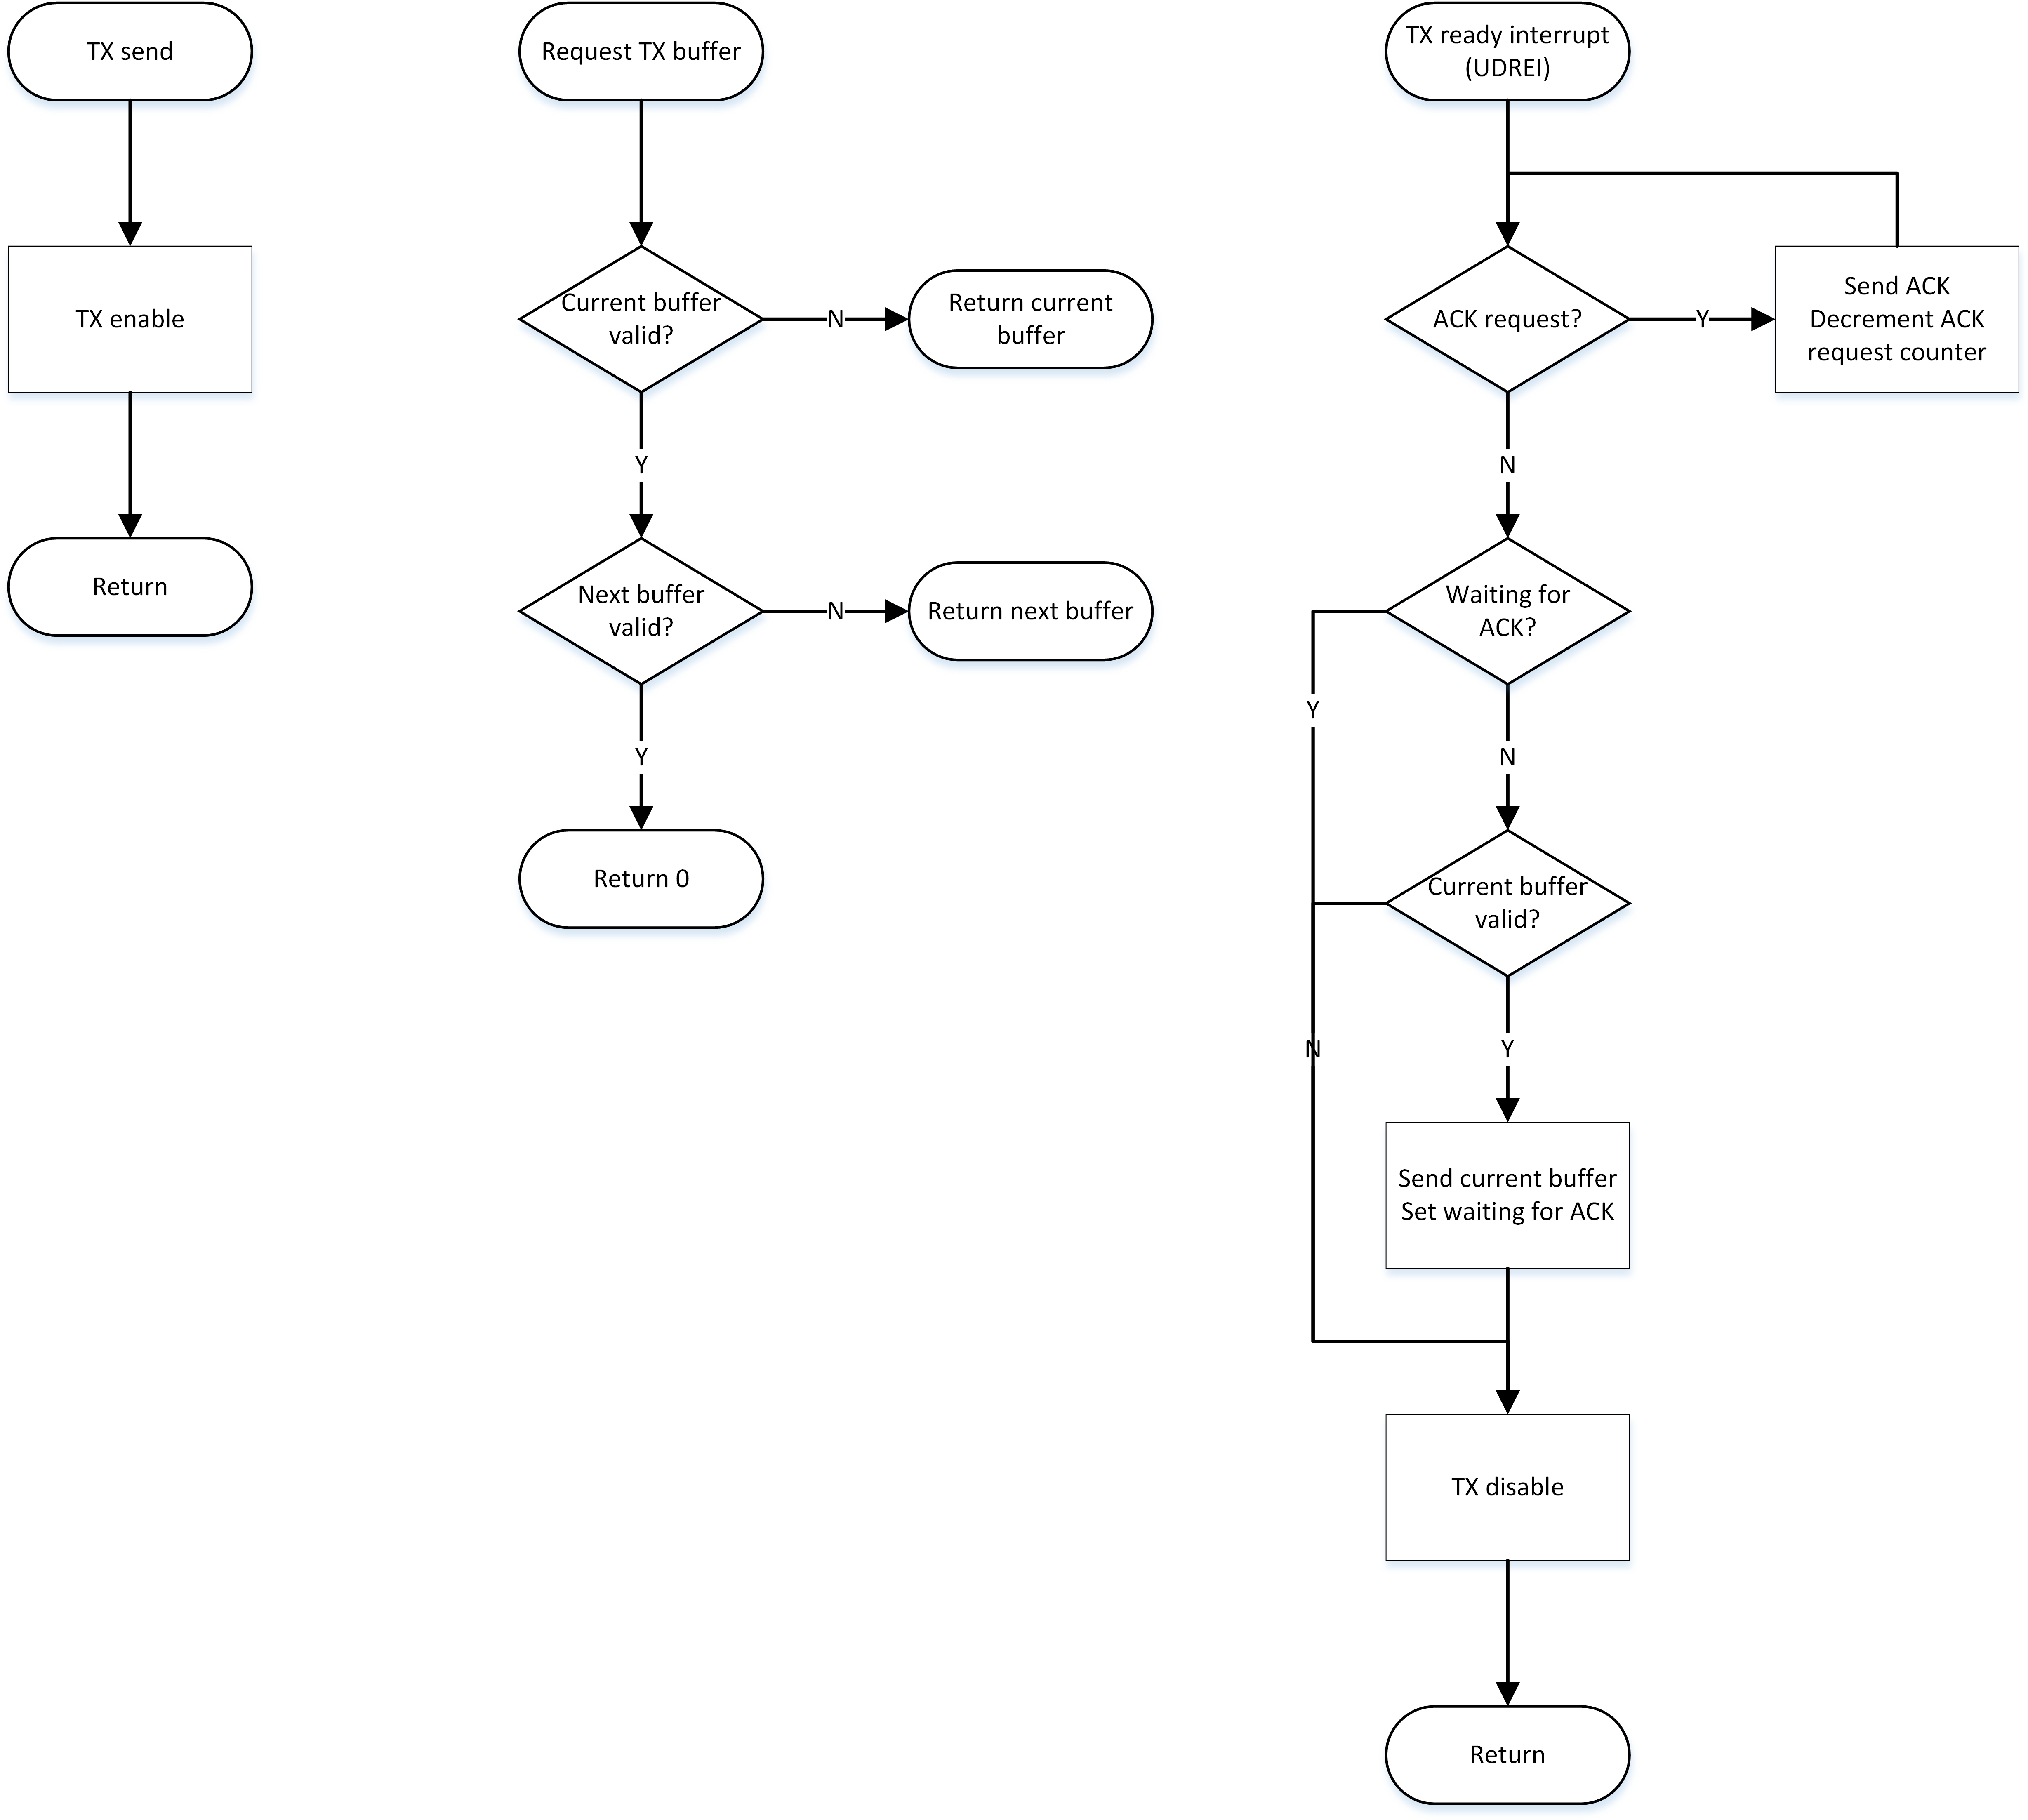 TX send
TX enable
Return
Request TX buffer
Current buffer
valid?
N
Return current
buffer
Y
Next buffer
valid?
N
Return next buffer
Y
Return 0
TX ready interrupt
(UDREI)
ACK request?
Y
Send ACK
Decrement ACK
request counter
N
Waiting for
ACK?
Y
N
Current buffer
valid?
N
Y
Send current buffer
Set waiting for ACK
TX disable
Return